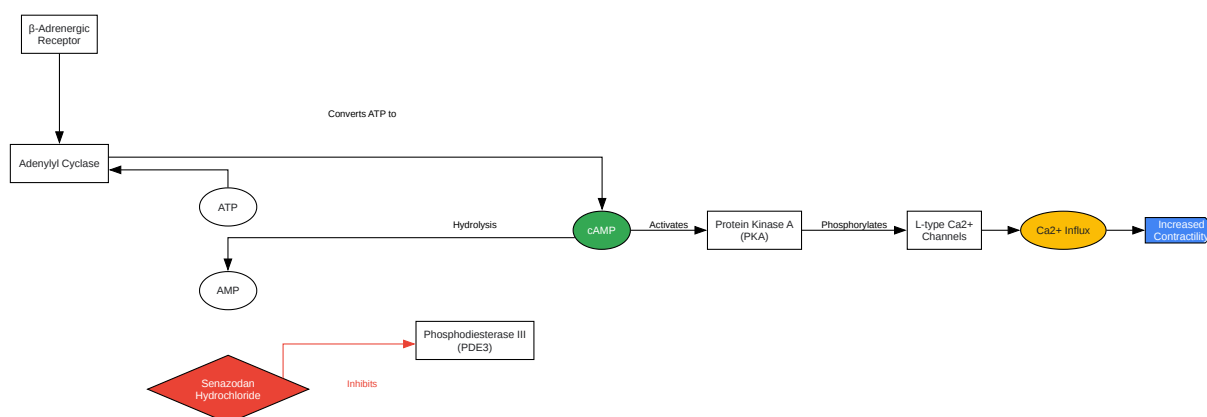 β-Adrenergic
Receptor
Converts ATP to
Adenylyl Cyclase
ATP
Hydrolysis
cAMP
Activates
Protein Kinase A
(PKA)
Phosphorylates
L-type Ca2+
Channels
Ca2+ Influx
Increased
Contractility
AMP
Phosphodiesterase III
(PDE3)
Senazodan
Hydrochloride
Inhibits